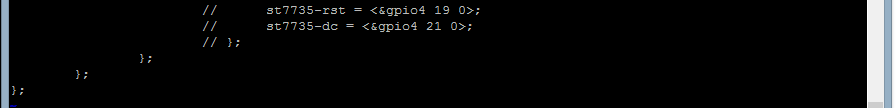 //      st7735-rst = <&gpio4 19 0>;
//      st7735-dc = <&gpio4 21 0>;
// };
};
};
};